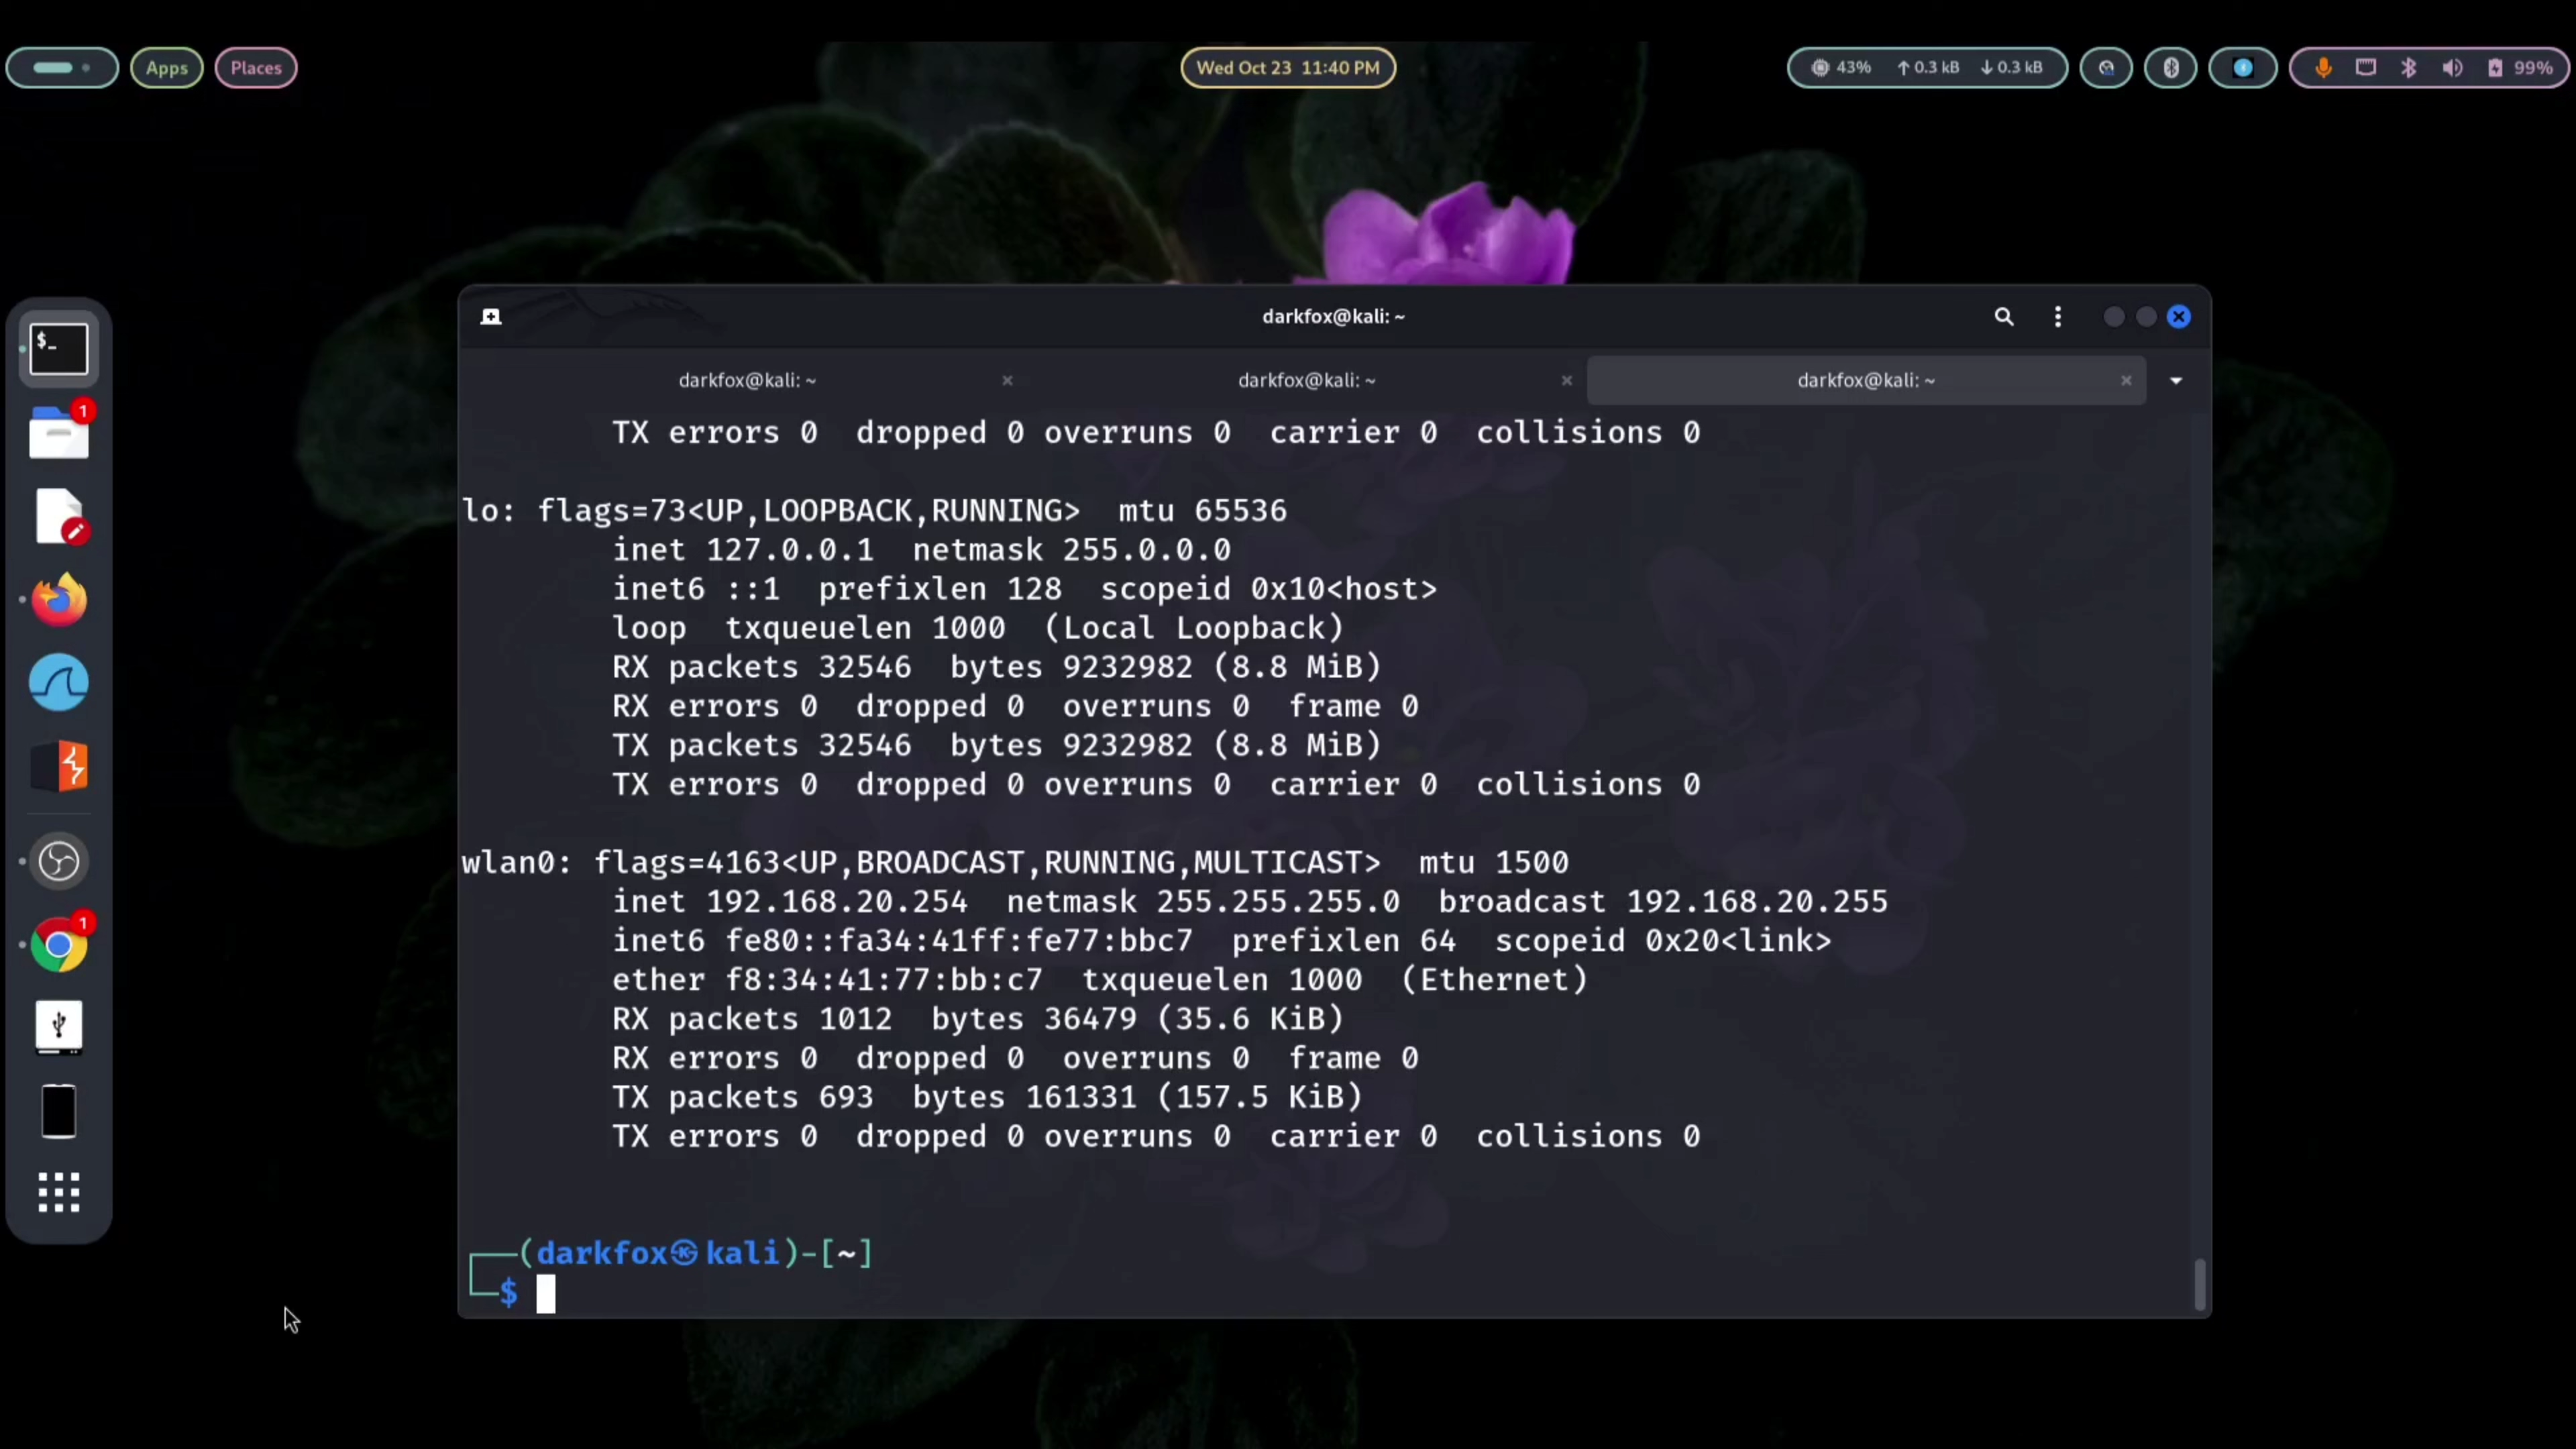 Apps
Places
Wed Oct 23 11:40 PM
43% ↑0.3 kB ↓0.3 kB
99%
darkfox@kali: ~
darkfox@kali: ~ × darkfox@kali: ~ × darkfox@kali: ~ ×
TX errors 0  dropped 0 overruns 0  carrier 0  collisions 0
lo: flags=73<UP,LOOPBACK,RUNNING>  mtu 65536
inet 127.0.0.1  netmask 255.0.0.0
inet6 ::1  prefixlen 128  scopeid 0x10<host>
loop  txqueuelen 1000  (Local Loopback)
RX packets 32546  bytes 9232982 (8.8 MiB)
RX errors 0  dropped 0  overruns 0  frame 0
TX packets 32546  bytes 9232982 (8.8 MiB)
TX errors 0  dropped 0 overruns 0  carrier 0  collisions 0
wlan0: flags=4163<UP,BROADCAST,RUNNING,MULTICAST>  mtu 1500
inet 192.168.20.254  netmask 255.255.255.0  broadcast 192.168.20.255
inet6 fe80::fa34:41ff:fe77:bbc7  prefixlen 64  scopeid 0x20<link>
ether f8:34:41:77:bb:c7  txqueuelen 1000  (Ethernet)
RX packets 1012  bytes 36479 (35.6 KiB)
RX errors 0  dropped 0  overruns 0  frame 0
TX packets 693  bytes 161331 (157.5 KiB)
TX errors 0  dropped 0 overruns 0  carrier 0  collisions 0
┌──(darkfox㉿kali)-[~]
└─$
$_
1
1